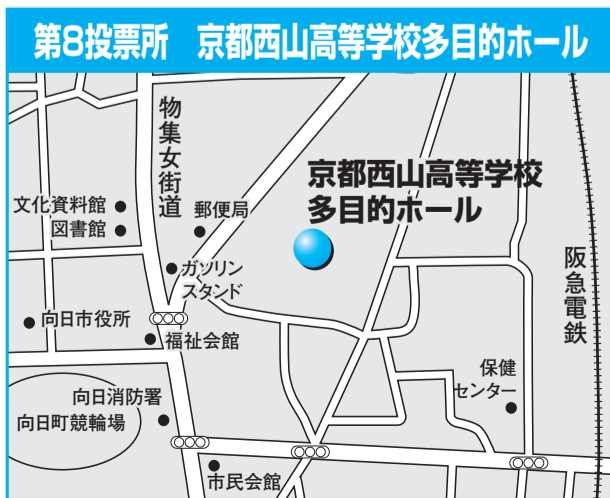 第8投票所　京都西山高等学校多目的ホール
物集女街道
京都西山高等学校
多目的ホール
文化資料館
図書館
郵便局
ガソリン
スタンド
阪急電鉄
向日市役所
福祉会館
保健
センター
向日消防署
向日町競輪場
市民会館